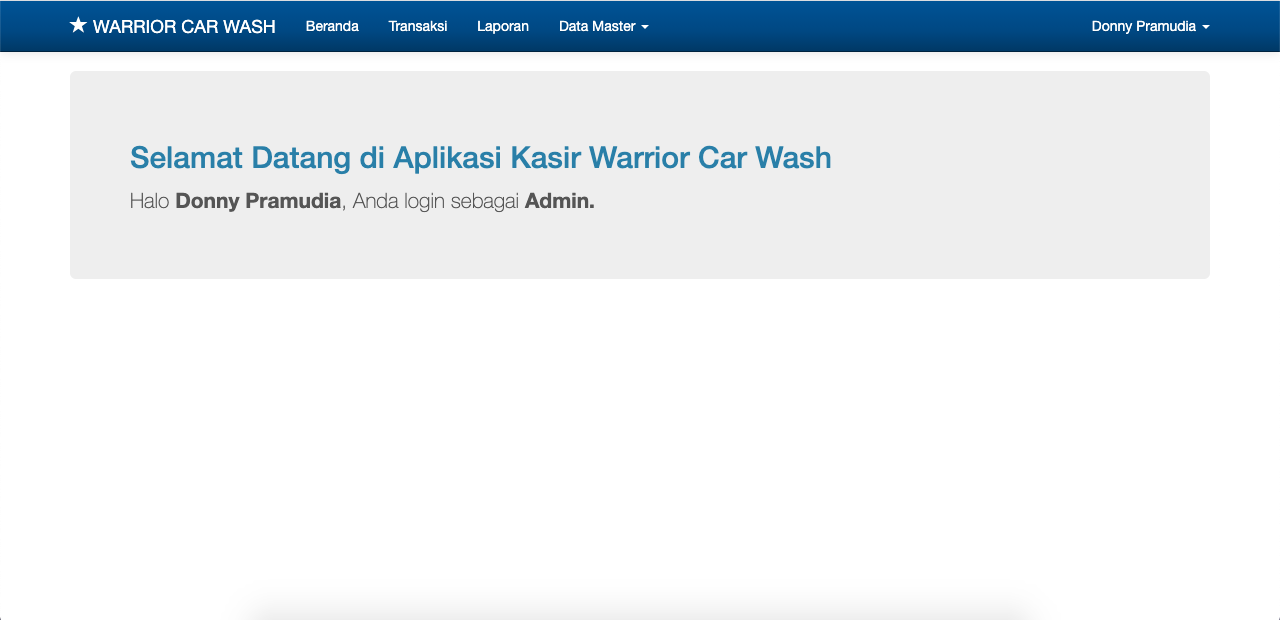 ★ WARRIOR CAR WASH Beranda Transaksi Laporan Data Master Donny Pramudia
Selamat Datang di Aplikasi Kasir Warrior Car Wash
Halo Donny Pramudia, Anda login sebagai Admin.